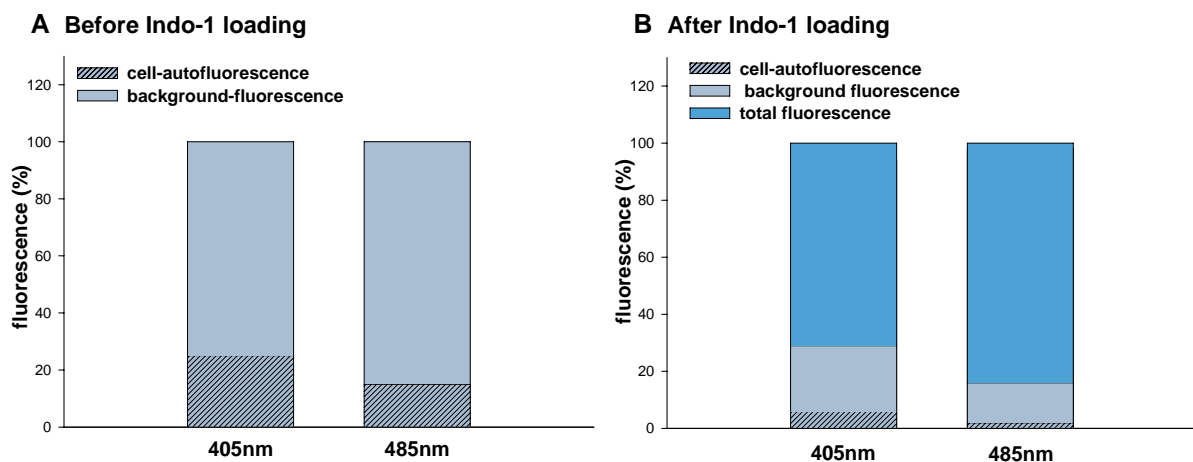 A Before Indo-1 loading
cell-autofluorescence
background-fluorescence
fluorescence (%)
120
100
80
60
40
20
0
405nm 485nm
B After Indo-1 loading
cell-autofluorescence
background fluorescence
total fluorescence
fluorescence (%)
120
100
80
60
40
20
0
405nm 485nm